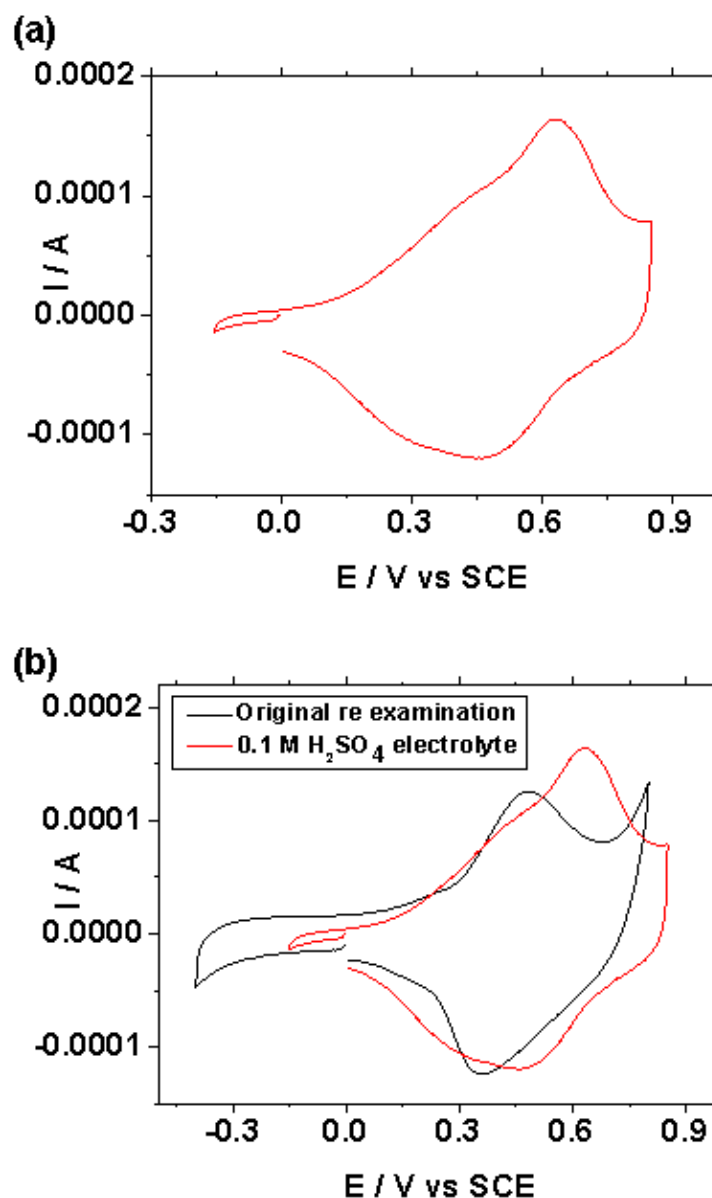 (a)
0.0002
0.0001
0.0000
-0.0001
I / A
-0.3 0.0 0.3 0.6 0.9
E / V vs SCE
(b)
0.0002
0.0001
0.0000
-0.0001
I / A
Original re examination
0.1 M H₂SO₄ electrolyte
-0.3 0.0 0.3 0.6 0.9
E / V vs SCE